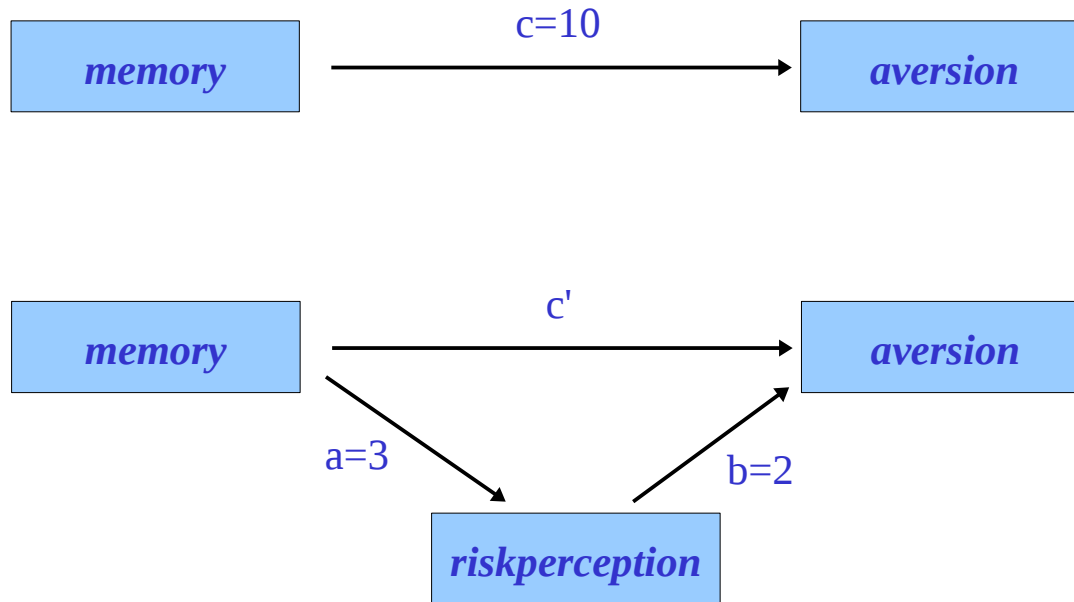 c=10
memory
aversion
c'
memory
aversion
a=3
b=2
riskperception